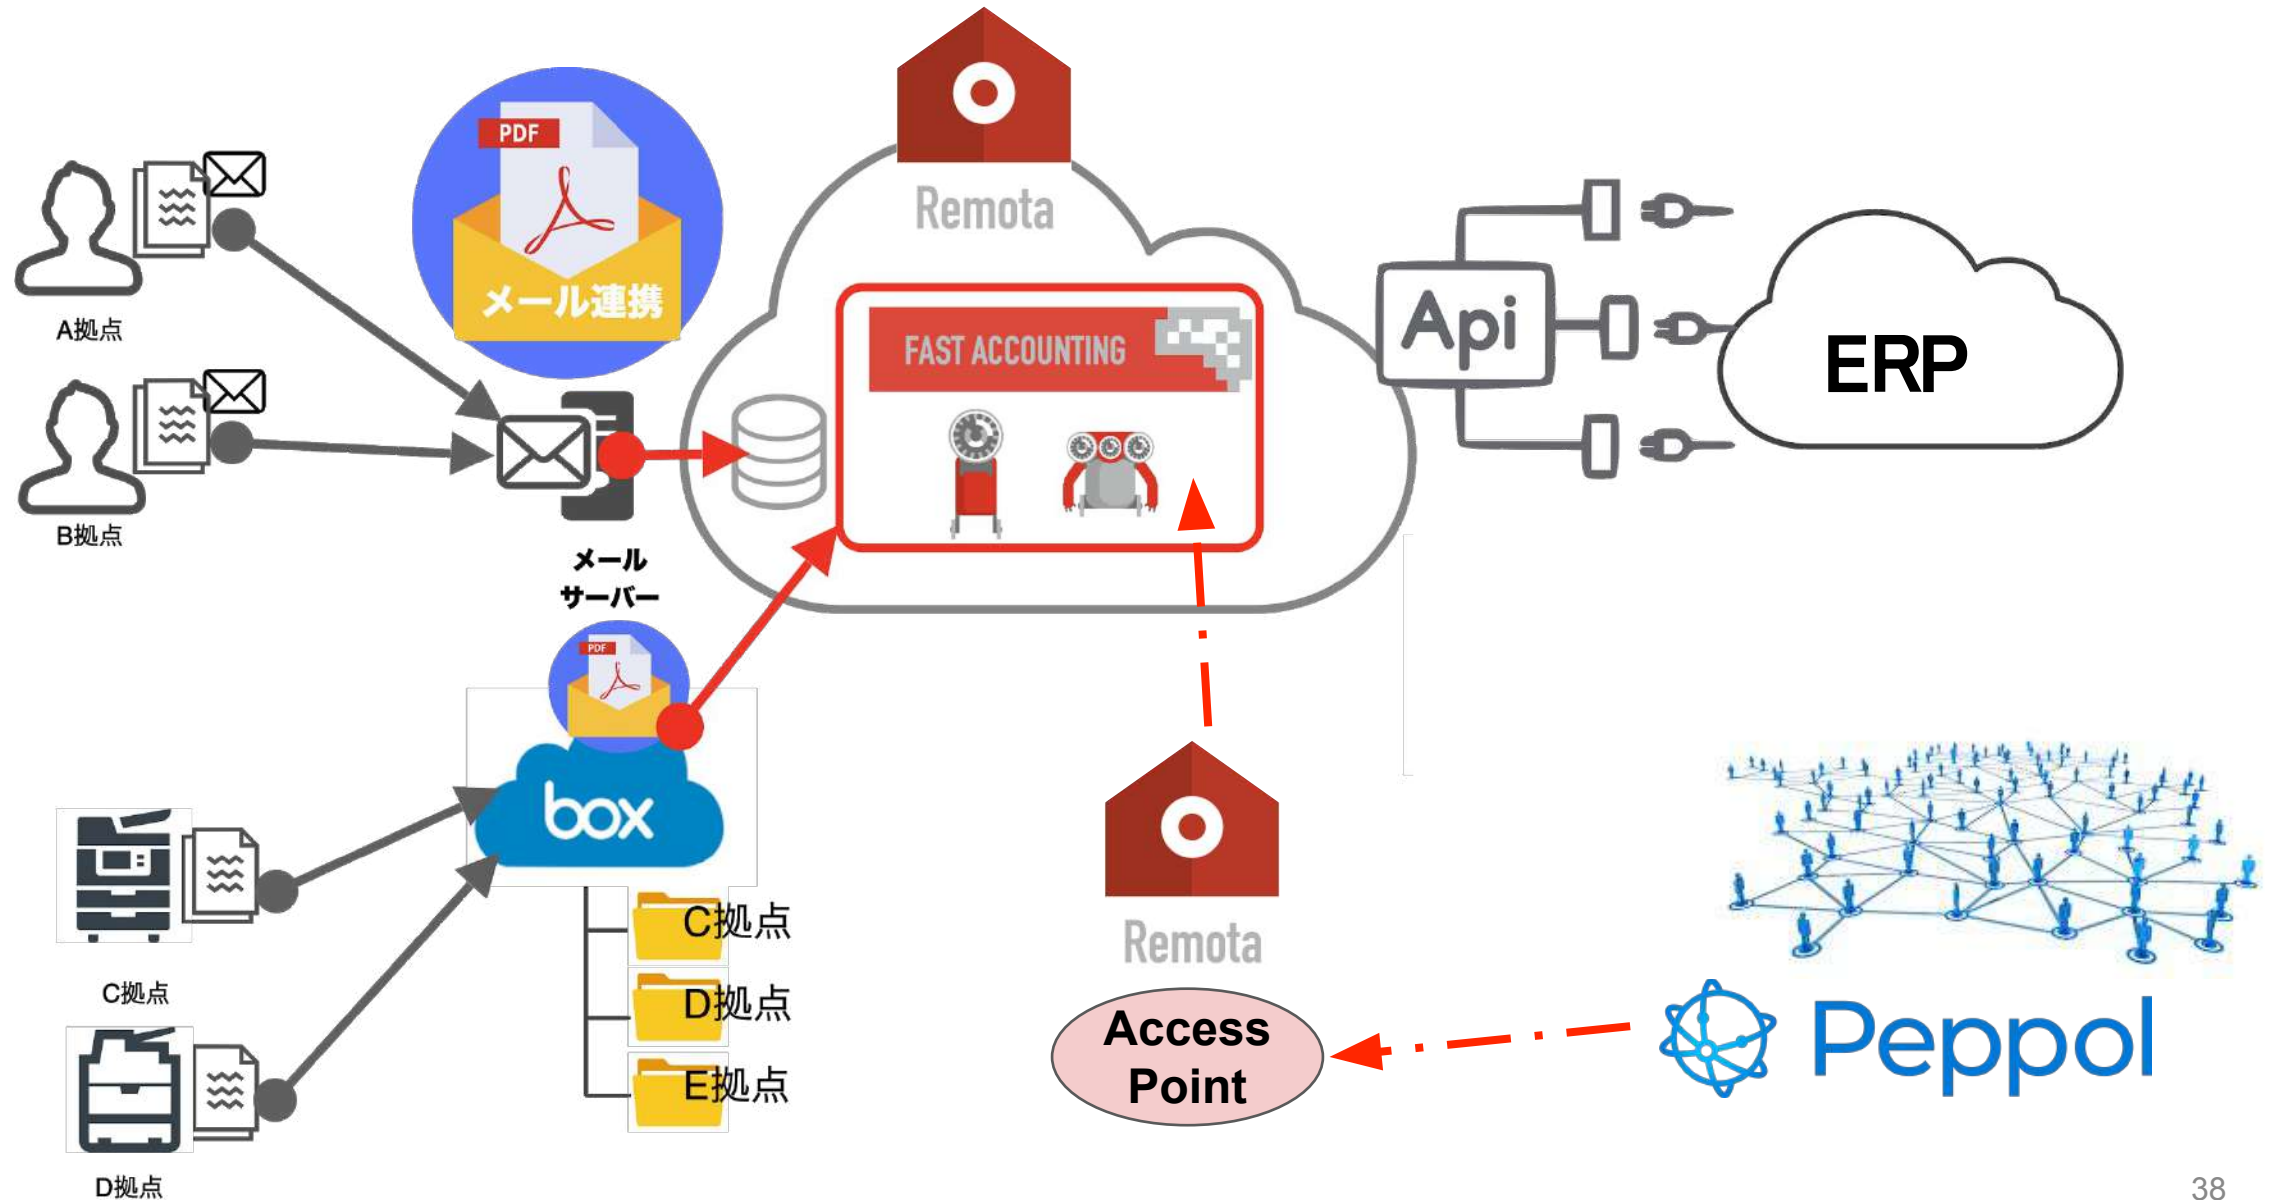 Remota
PDF
メール連携
A拠点
FAST ACCOUNTING
Api
ERP
B拠点
メール
サーバー
PDF
box
C拠点
D拠点
E拠点
C拠点
D拠点
Remota
Access
Point
Peppol
38